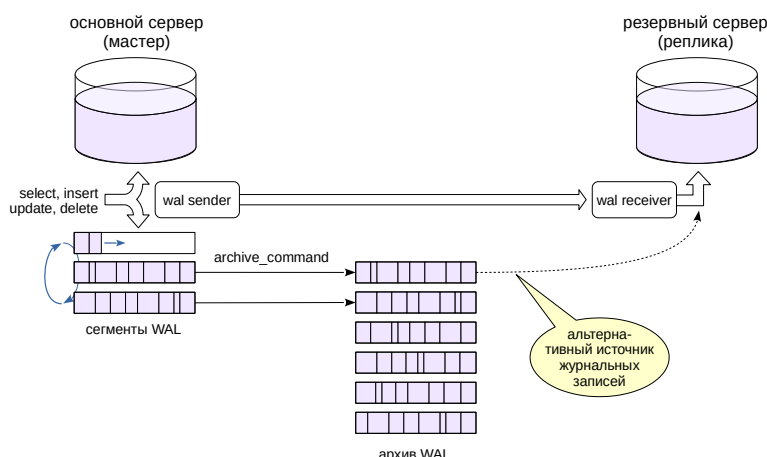 основной сервер
(мастер)
резервный сервер
(реплика)
select, insert
update, delete
wal sender
wal receiver
archive_command
сегменты WAL
альтерна-
тивный источник
журнальных
записей
архив WAL